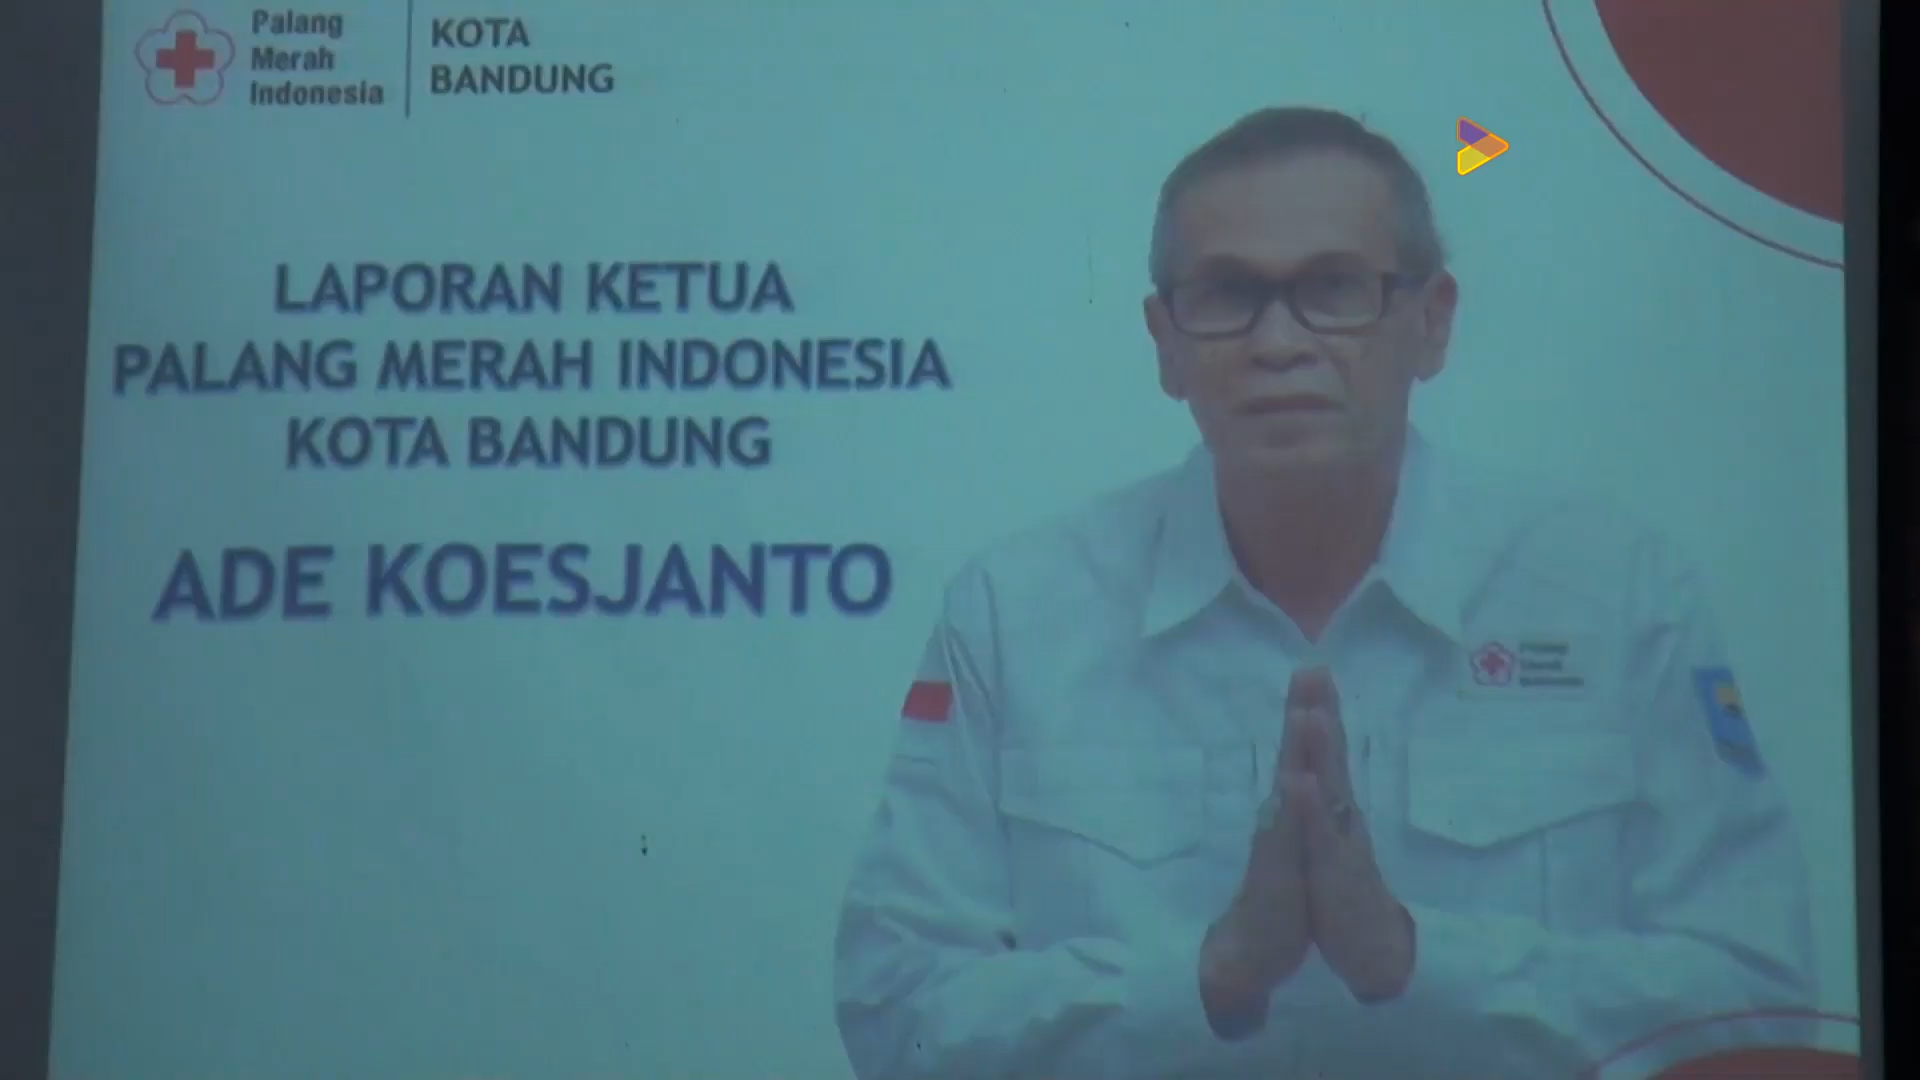 Palang
Merah
Indonesia
KOTA
BANDUNG
LAPORAN KETUA
PALANG MERAH INDONESIA
KOTA BANDUNG
ADE KOESJANTO